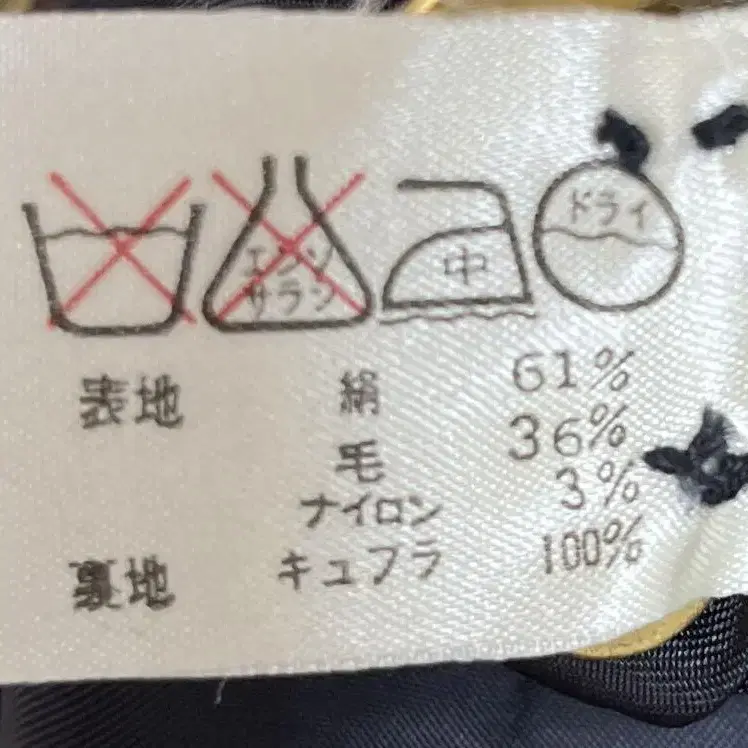 エンソ
サラン
中
ドライ
表地 絹 61%
毛 36%
ナイロン 3%
裏地 キュプラ 100%